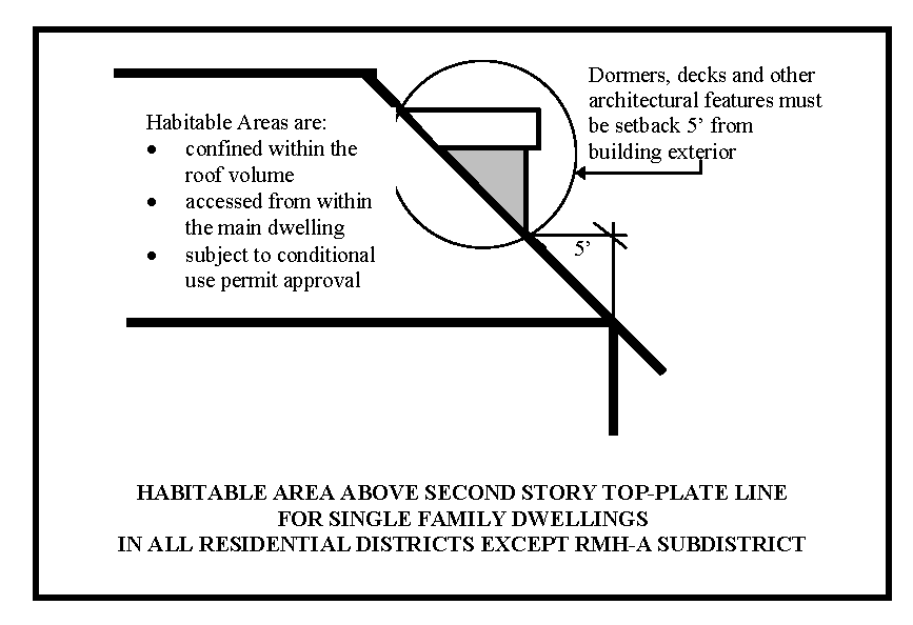 Dormers, decks and other
architectural features must
be setback 5’ from
building exterior
Habitable Areas are:
• confined within the
roof volume
• accessed from within
the main dwelling
• subject to conditional
use permit approval
5’
HABITABLE AREA ABOVE SECOND STORY TOP-PLATE LINE
FOR SINGLE FAMILY DWELLINGS
IN ALL RESIDENTIAL DISTRICTS EXCEPT RMH-A SUBDISTRICT